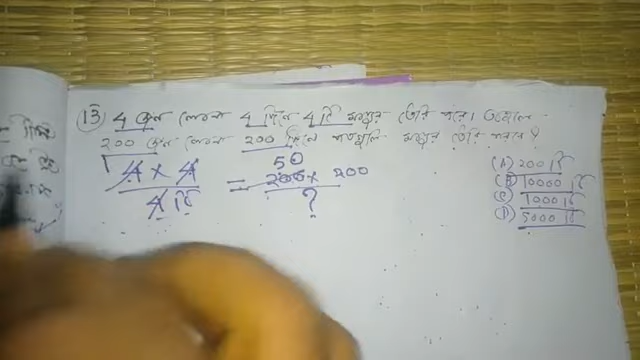 13) 4 জন লোক 4 দিনে 4 টি মাদুর তৈরি করে। তাহলে
200 জন লোক 200 দিনে কতগুলি মাদুর তৈরি করবে ?
4 × 4 / 4 টি = 50 200 × 200 / ?
(A) 200 টি
(B) 10000 টি
(C) 1000 টি
(D) 5000 টি